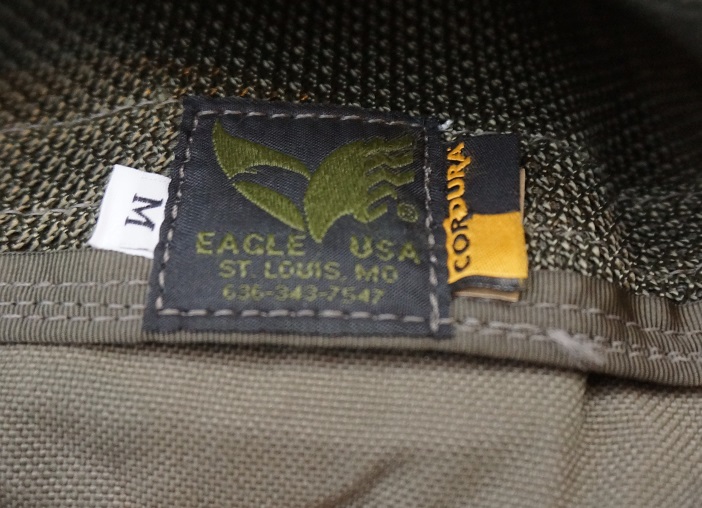 M
®
EAGLE USA
ST. LOUIS, MO
636-343-7547
CORDURA